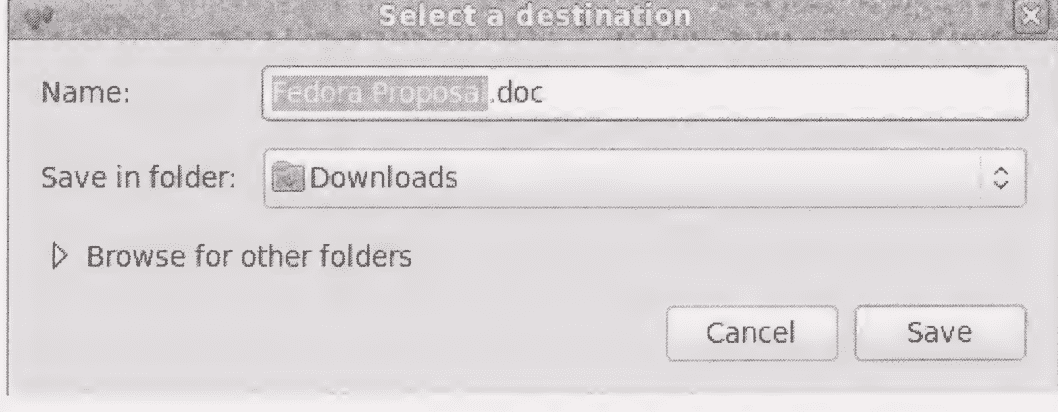 Select a destination
Name: Fedora Proposal.doc
Save in folder: Downloads
Browse for other folders
Cancel Save